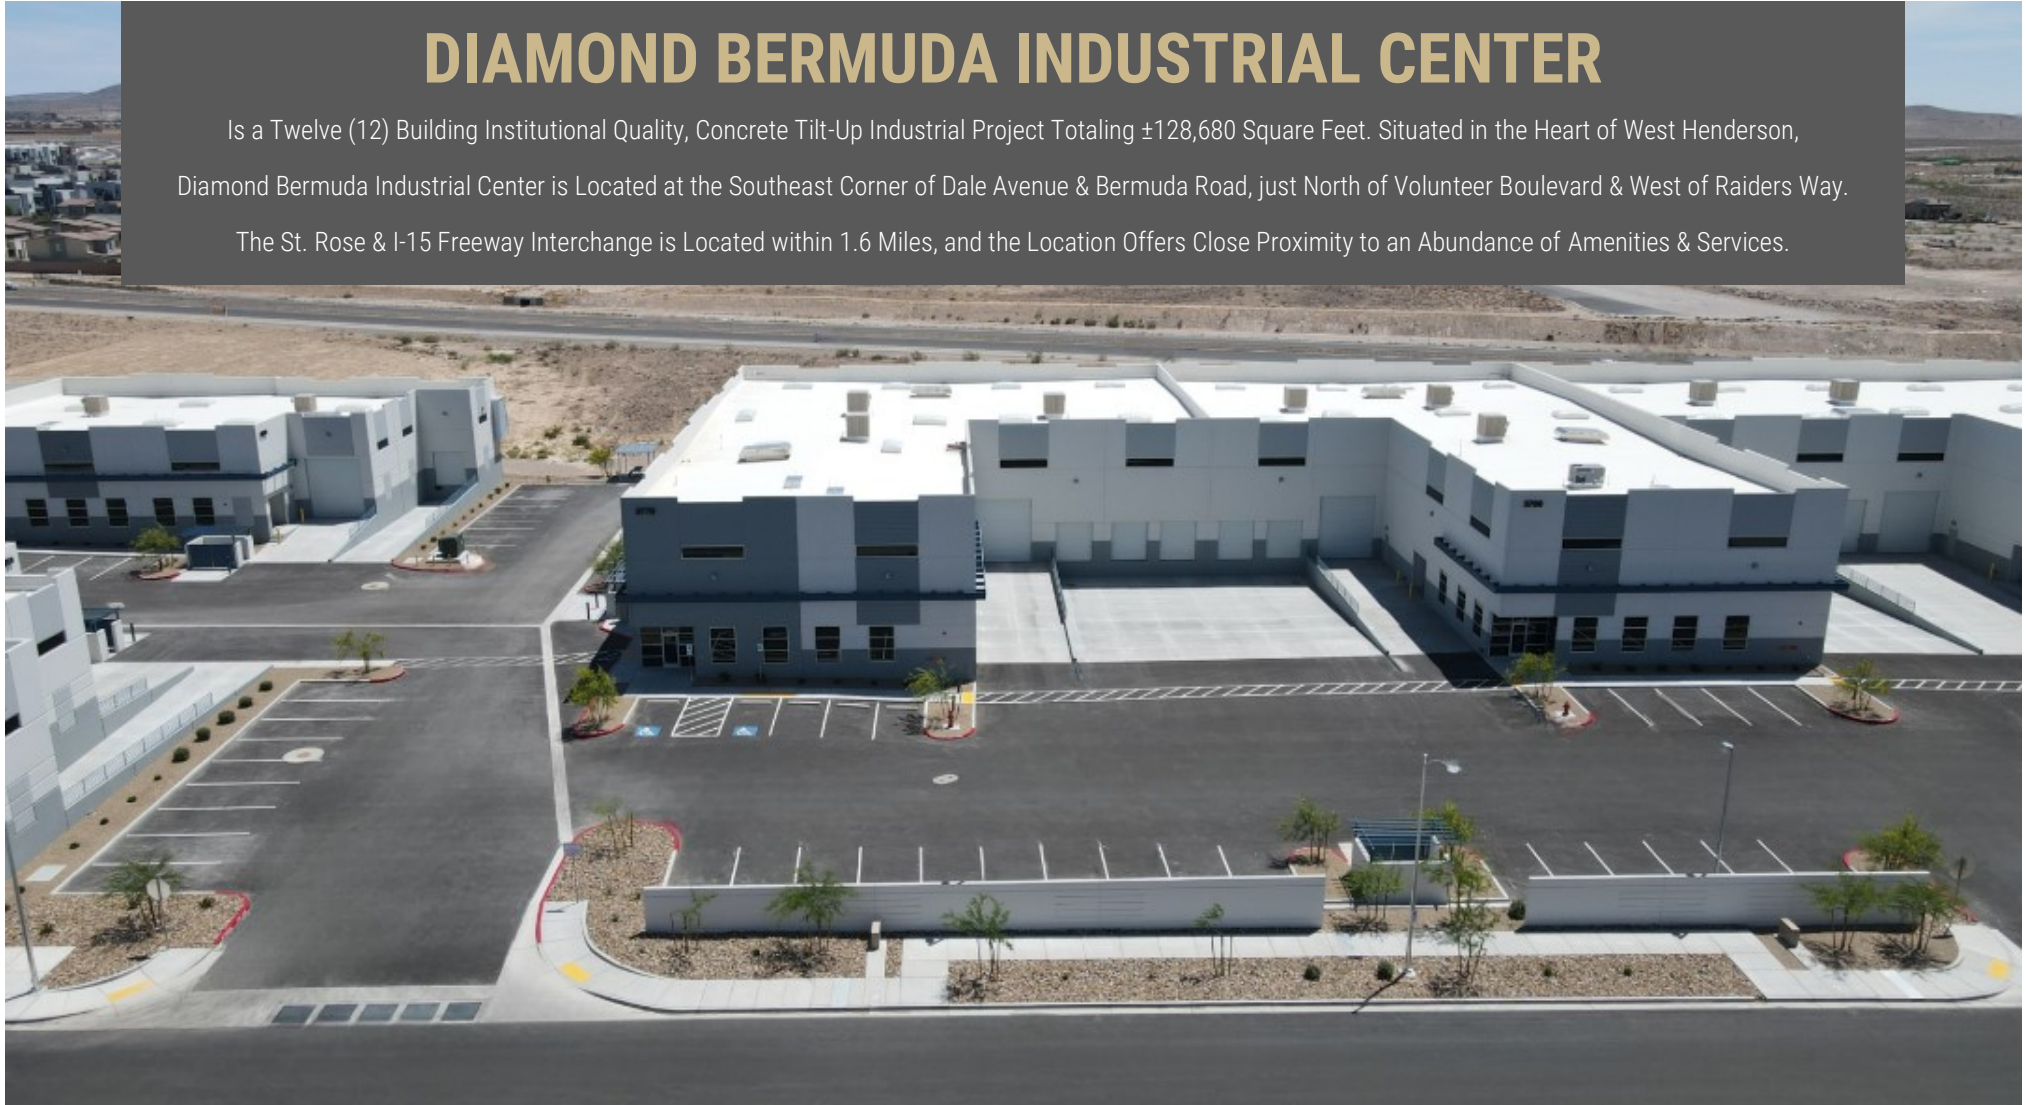 DIAMOND BERMUDA INDUSTRIAL CENTER
Is a Twelve (12) Building Institutional Quality, Concrete Tilt-Up Industrial Project Totaling ±128,680 Square Feet. Situated in the Heart of West Henderson,
Diamond Bermuda Industrial Center is Located at the Southeast Corner of Dale Avenue & Bermuda Road, just North of Volunteer Boulevard & West of Raiders Way.
The St. Rose & I-15 Freeway Interchange is Located within 1.6 Miles, and the Location Offers Close Proximity to an Abundance of Amenities & Services.